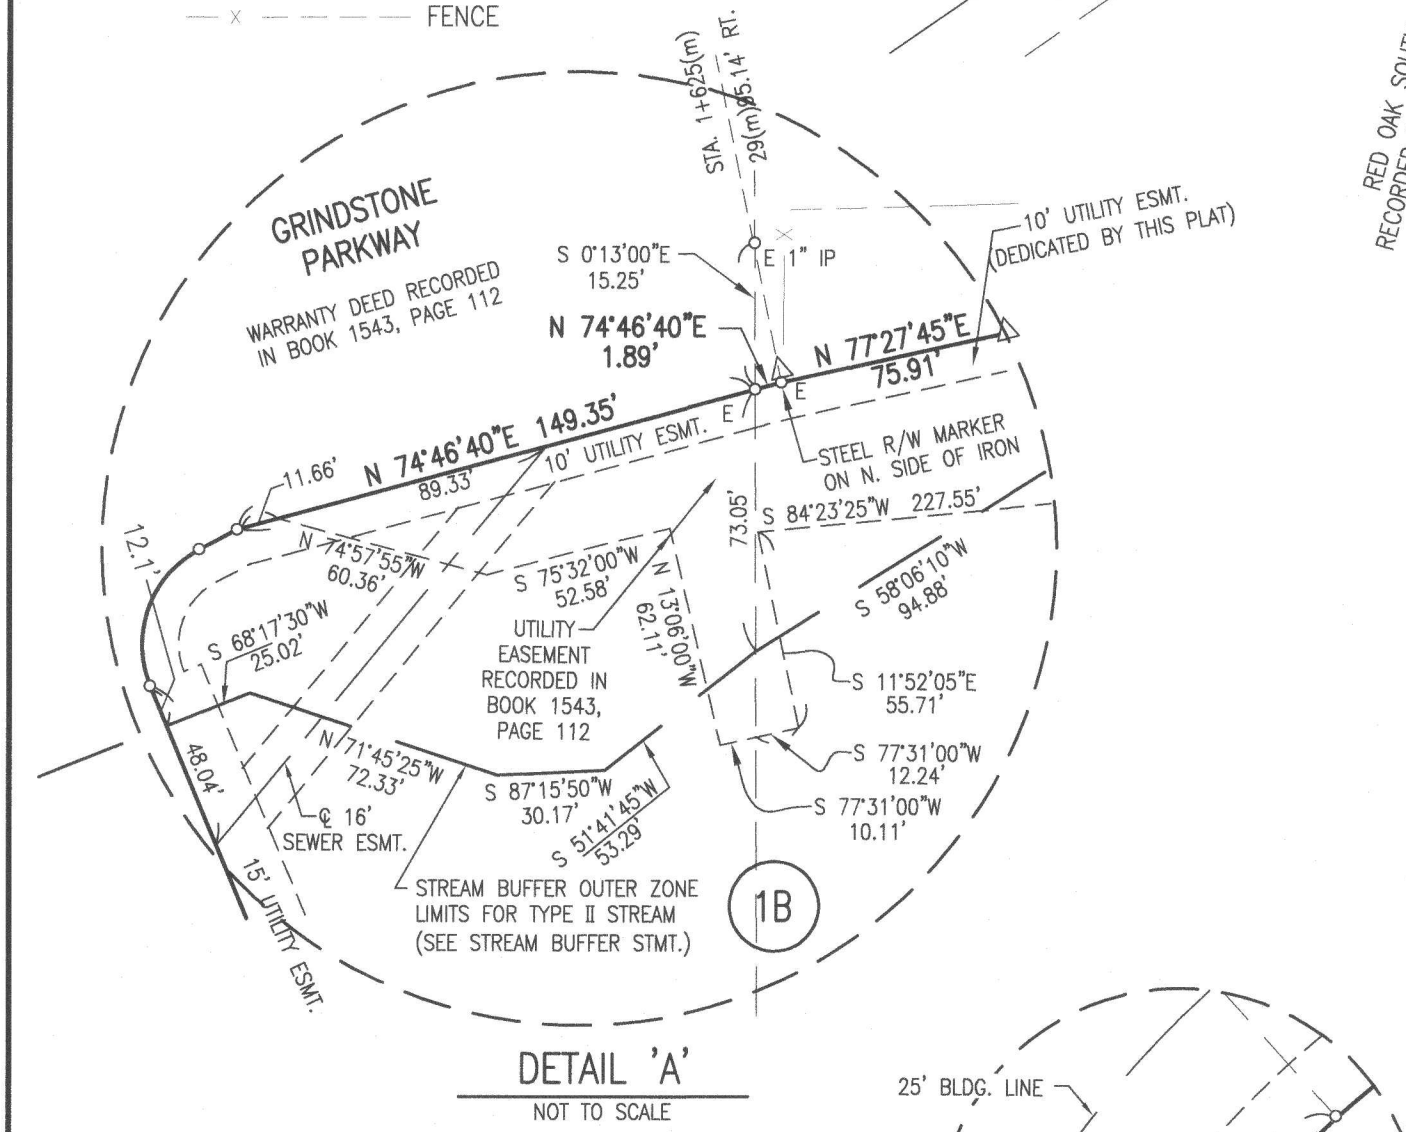 FENCE
STA. 1+625(m)
29(m)95.14' RT.
RED OAK SOUTH
RECORDED
GRINDSTONE
PARKWAY
WARRANTY DEED RECORDED
IN BOOK 1543, PAGE 112
S 0°13'00"E
15.25'
E 1" IP
10' UTILITY ESMT.
(DEDICATED BY THIS PLAT)
N 74°46'40"E
1.89'
N 77°27'45"E
75.91'
E
E
N 74°46'40"E 149.35'
89.33'
10' UTILITY ESMT.
11.66'
STEEL R/W MARKER
ON N. SIDE OF IRON
12.1'
73.05'
S 84°23'25"W 227.55'
N 74°57'55"W
60.36'
S 75°32'00"W
52.58'
N 13°06'00"W
62.11'
S 58°06'10"W
94.88'
S 68°17'30"W
25.02'
UTILITY
EASEMENT
RECORDED IN
BOOK 1543,
PAGE 112
S 11°52'05"E
55.71'
48.04'
N 71°45'25"W
72.33'
S 87°15'50"W
30.17'
S 51°41'45"W
53.29'
S 77°31'00"W
12.24'
S 77°31'00"W
10.11'
℄ 16'
SEWER ESMT.
15' UTILITY ESMT.
STREAM BUFFER OUTER ZONE
LIMITS FOR TYPE II STREAM
(SEE STREAM BUFFER STMT.)
1B
DETAIL 'A'
NOT TO SCALE
25' BLDG. LINE